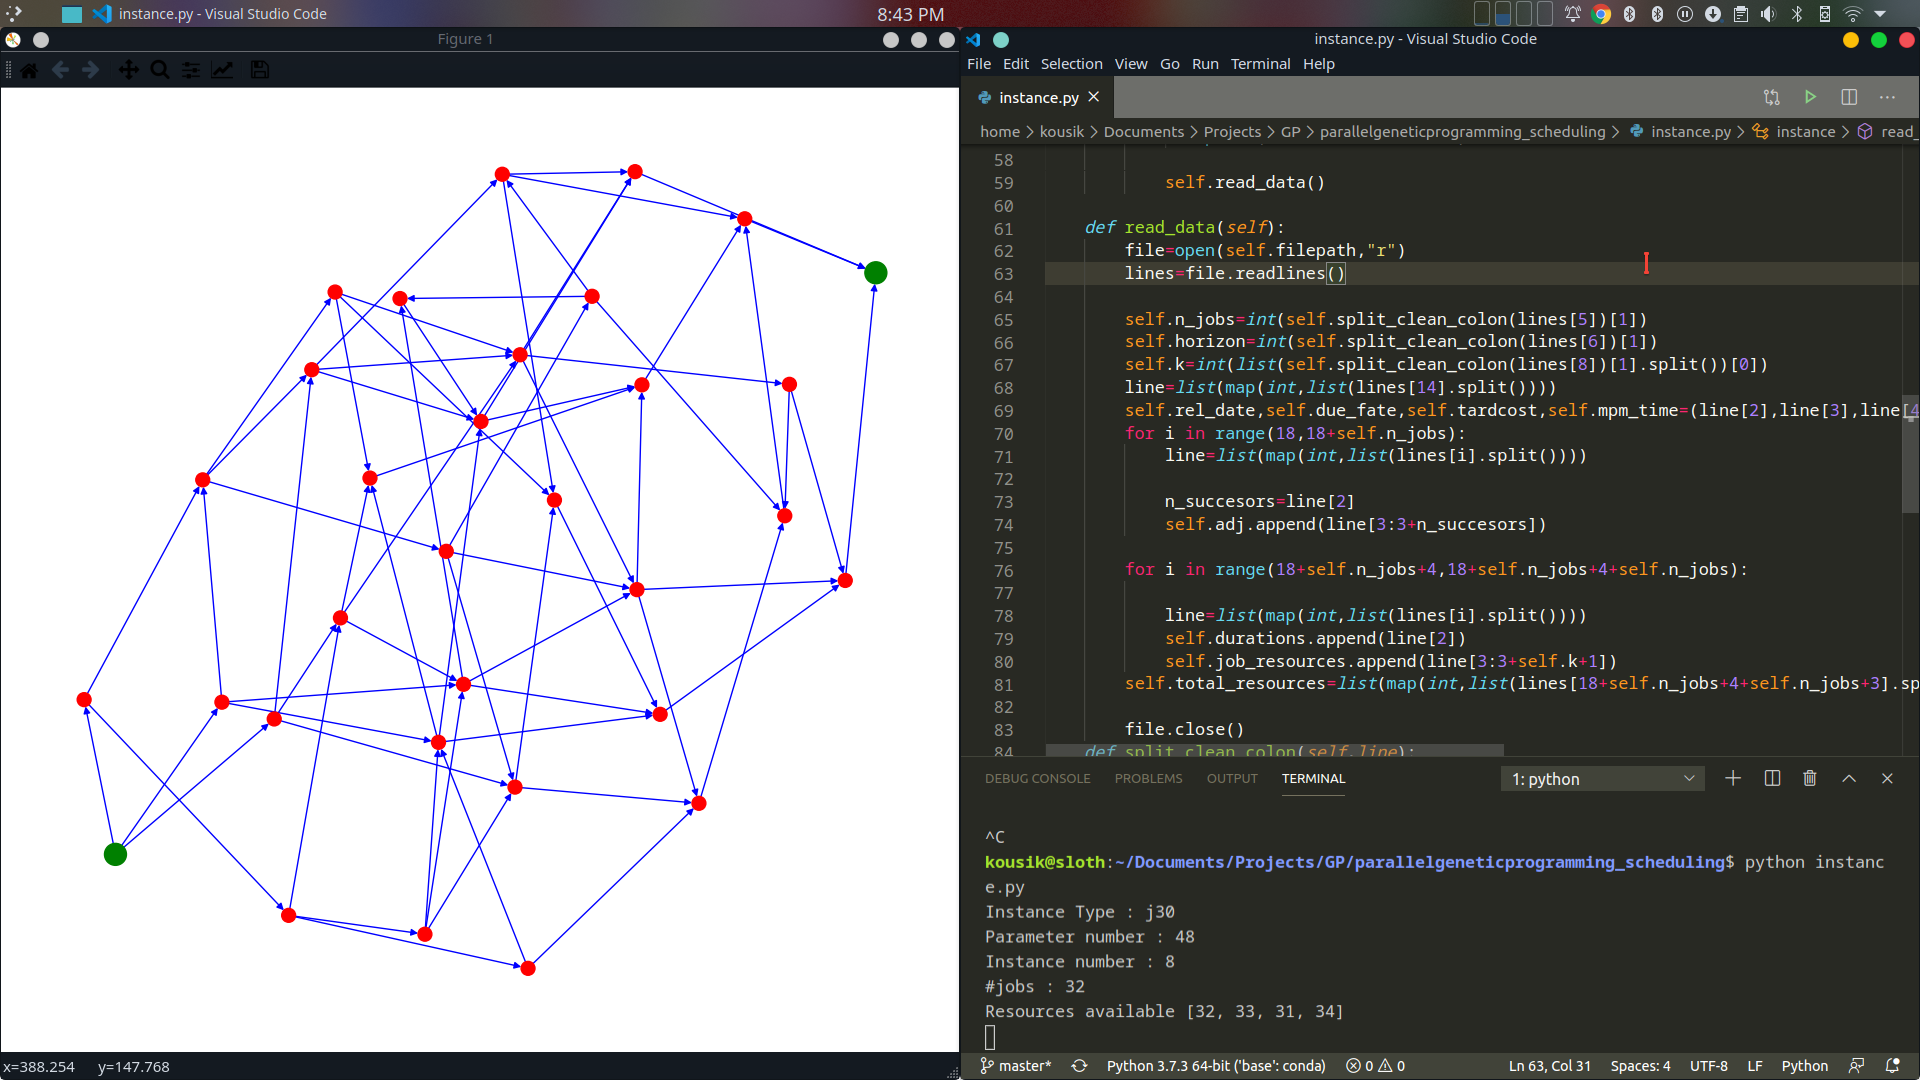 instance.py - Visual Studio Code
8:43 PM
Figure 1
x=388.254 y=147.768
instance.py - Visual Studio Code
File Edit Selection View Go Run Terminal Help
instance.py
home > kousik > Documents > Projects > GP > parallelgeneticprogramming_scheduling > instance.py > instance > read_
58
59 self.read_data()
60
61 def read_data(self):
62 file=open(self.filepath,"r")
63 lines=file.readlines()
64
65 self.n_jobs=int(self.split_clean_colon(lines[5])[1])
66 self.horizon=int(self.split_clean_colon(lines[6])[1])
67 self.k=int(list(self.split_clean_colon(lines[8])[1].split())[0])
68 line=list(map(int,list(lines[14].split())))
69 self.rel_date,self.due_fate,self.tardcost,self.mpm_time=(line[2],line[3],line[4
70 for i in range(18,18+self.n_jobs):
71 line=list(map(int,list(lines[i].split())))
72
73 n_succesors=line[2]
74 self.adj.append(line[3:3+n_succesors])
75
76 for i in range(18+self.n_jobs+4,18+self.n_jobs+4+self.n_jobs):
77
78 line=list(map(int,list(lines[i].split())))
79 self.durations.append(line[2])
80 self.job_resources.append(line[3:3+self.k+1])
81 self.total_resources=list(map(int,list(lines[18+self.n_jobs+4+self.n_jobs+3].sp
82
83 file.close()
84 def split_clean_colon(self,line):
DEBUG CONSOLE PROBLEMS OUTPUT TERMINAL 1: python
^C
kousik@sloth:~/Documents/Projects/GP/parallelgeneticprogramming_scheduling$ python instanc
e.py
Instance Type : j30
Parameter number : 48
Instance number : 8
#jobs : 32
Resources available [32, 33, 31, 34]
master* Python 3.7.3 64-bit ('base': conda) 0 0 Ln 63, Col 31 Spaces: 4 UTF-8 LF Python